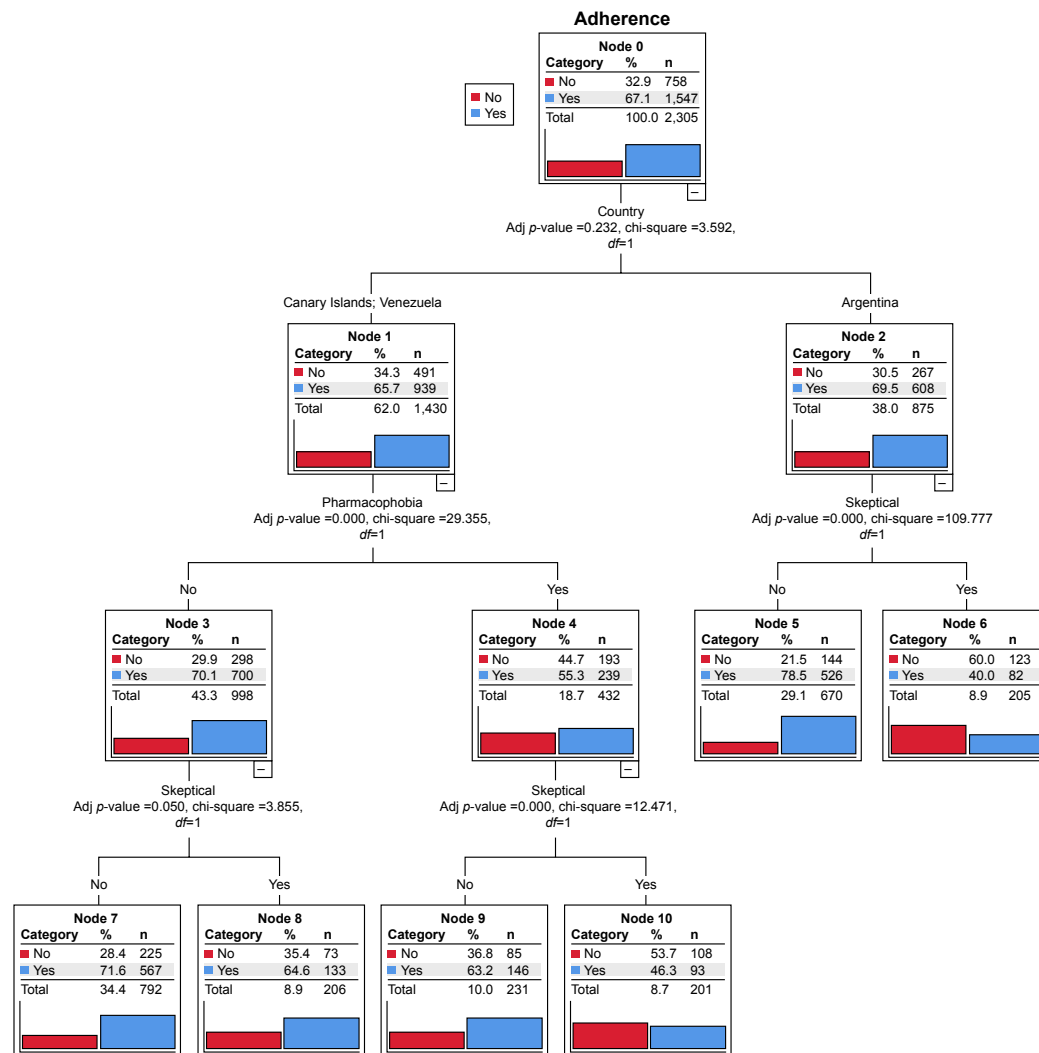 Adherence
Node 0
Category % n
No 32.9 758
Yes 67.1 1,547
Total 100.0 2,305
No
Yes
Country
Adj p-value =0.232, chi-square =3.592,
df=1
Canary Islands; Venezuela
Node 1
Category % n
No 34.3 491
Yes 65.7 939
Total 62.0 1,430
Argentina
Node 2
Category % n
No 30.5 267
Yes 69.5 608
Total 38.0 875
Pharmacophobia
Adj p-value =0.000, chi-square =29.355,
df=1
Skeptical
Adj p-value =0.000, chi-square =109.777
df=1
No
Node 3
Category % n
No 29.9 298
Yes 70.1 700
Total 43.3 998
Yes
Node 4
Category % n
No 44.7 193
Yes 55.3 239
Total 18.7 432
No
Node 5
Category % n
No 21.5 144
Yes 78.5 526
Total 29.1 670
Yes
Node 6
Category % n
No 60.0 123
Yes 40.0 82
Total 8.9 205
Skeptical
Adj p-value =0.050, chi-square =3.855,
df=1
Skeptical
Adj p-value =0.000, chi-square =12.471,
df=1
No
Node 7
Category % n
No 28.4 225
Yes 71.6 567
Total 34.4 792
Yes
Node 8
Category % n
No 35.4 73
Yes 64.6 133
Total 8.9 206
No
Node 9
Category % n
No 36.8 85
Yes 63.2 146
Total 10.0 231
Yes
Node 10
Category % n
No 53.7 108
Yes 46.3 93
Total 8.7 201